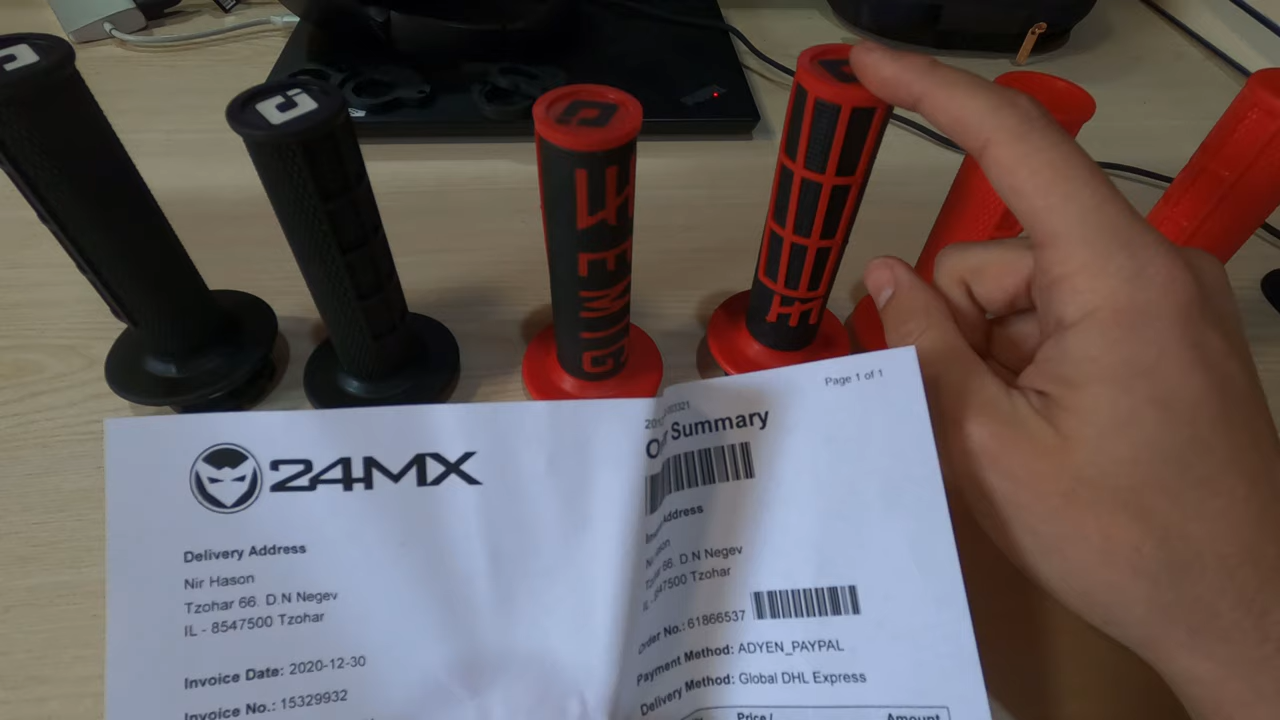 EMIG
Page 1 of 1
Summary
24MX
Delivery Address
Nir Hason
Tzohar 66. D.N Negev
IL - 8547500 Tzohar
Invoice Date: 2020-12-30
Invoice No.: 15329932
Address
D.N Negev
Tzohar
Order No.: 61866537
Payment Method: ADYEN_PAYPAL
Delivery Method: Global DHL Express
Price/
Amount